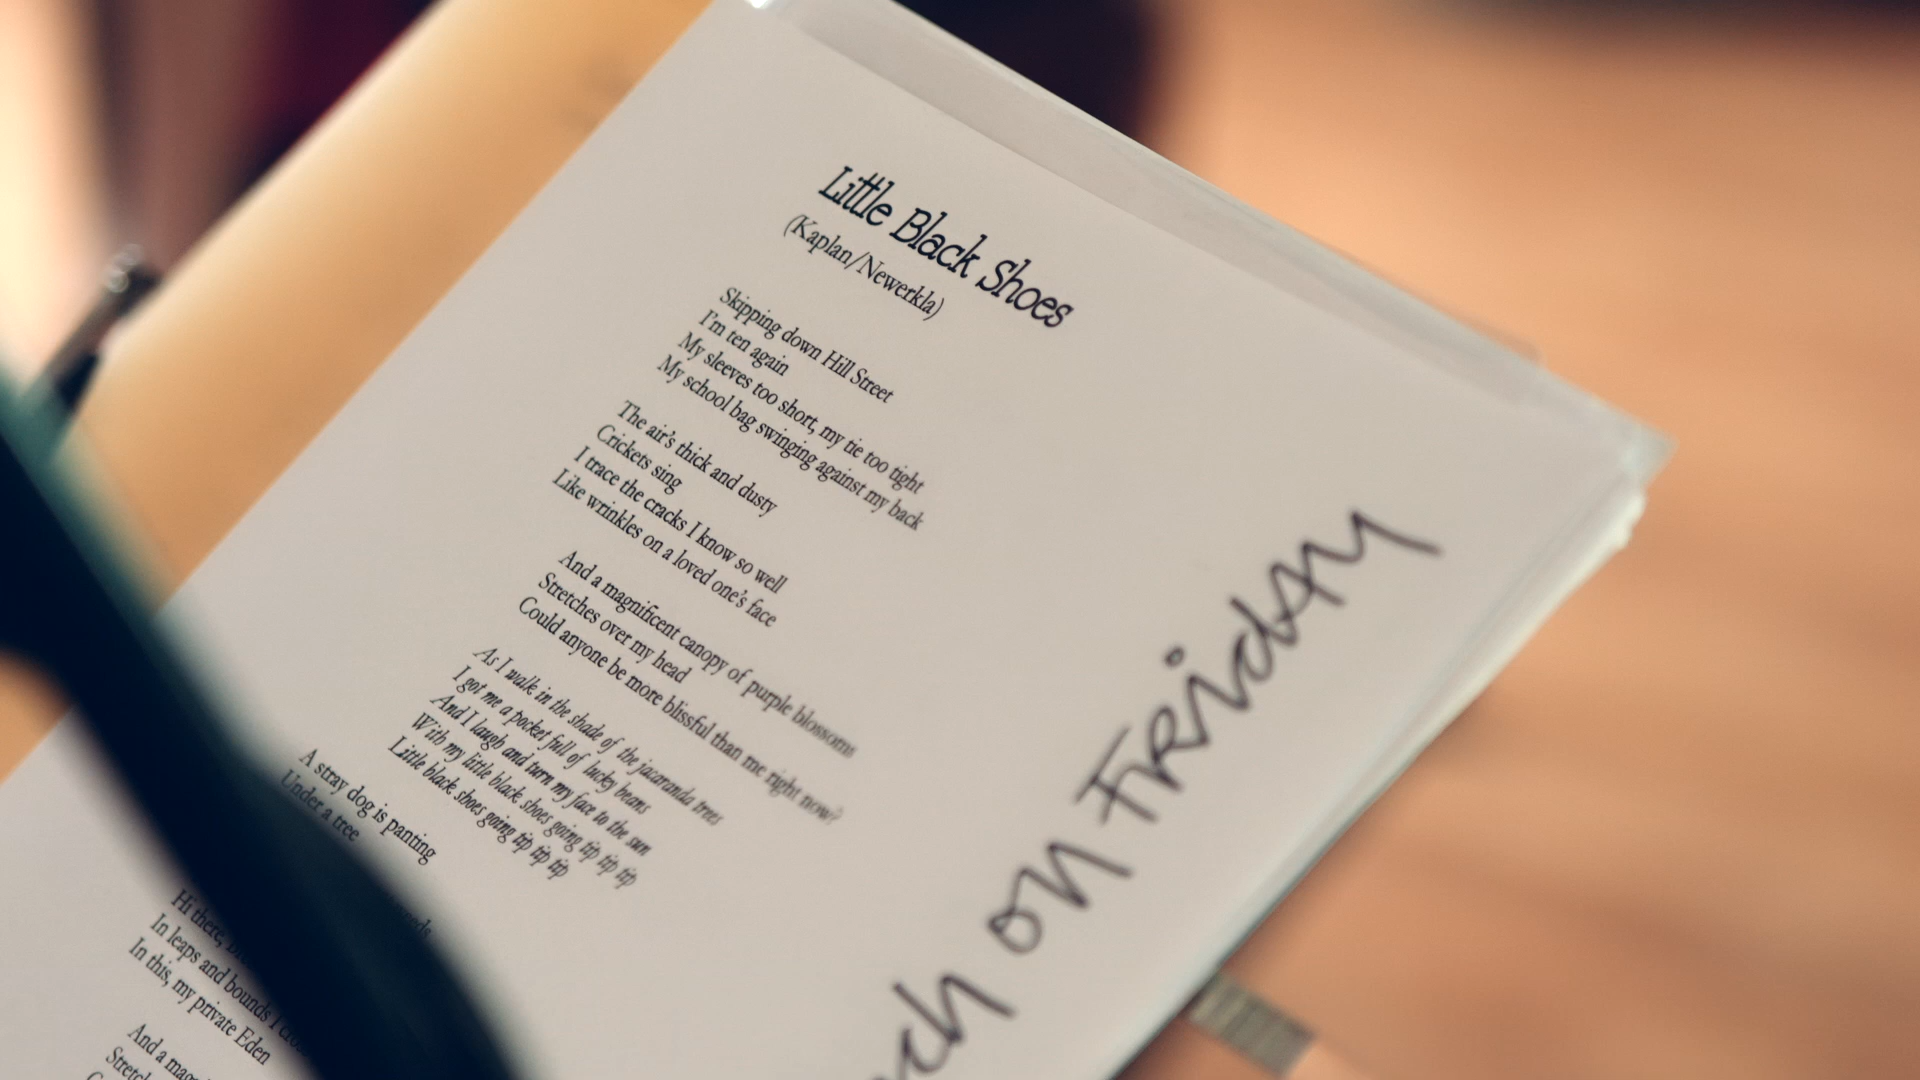 Little Black Shoes
(Kaplan/Newerkla)
Skipping down Hill Street
I'm ten again
My sleeves too short, my tie too tight
My school bag swinging against my back
The air's thick and dusty
Crickets sing
I trace the cracks I know so well
Like wrinkles on a loved one's face
And a magnificent canopy of purple blossoms
Stretches over my head
Could anyone be more blissful than me right now?
As I walk in the shade of the jacaranda trees
I got me a pocket full of lucky beans
And I laugh and turn my face to the sun
With my little black shoes going tip tip tip
Little black shoes going tip tip tip
A stray dog is panting
Under a tree
Hi there,
In leaps and bounds I
In this, my private Eden
And a
on Friday